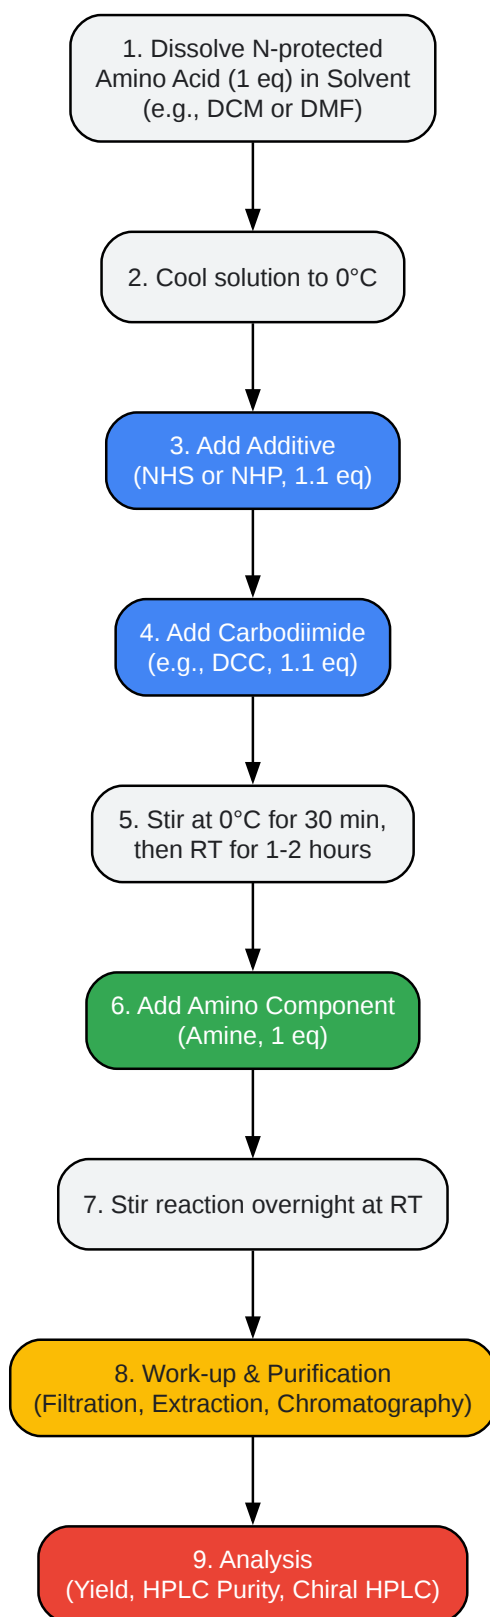 1. Dissolve N-protected
Amino Acid (1 eq) in Solvent
(e.g., DCM or DMF)
2. Cool solution to 0°C
3. Add Additive
(NHS or NHP, 1.1 eq)
4. Add Carbodiimide
(e.g., DCC, 1.1 eq)
5. Stir at 0°C for 30 min,
then RT for 1-2 hours
6. Add Amino Component
(Amine, 1 eq)
7. Stir reaction overnight at RT
8. Work-up & Purification
(Filtration, Extraction, Chromatography)
9. Analysis
(Yield, HPLC Purity, Chiral HPLC)